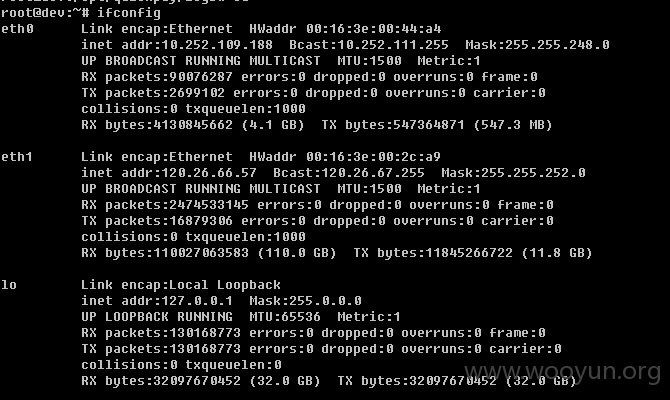 root@dev:~# ifconfig
eth0      Link encap:Ethernet  HWaddr 00:16:3e:00:44:a4
          inet addr:10.252.109.188  Bcast:10.252.111.255  Mask:255.255.248.0
          UP BROADCAST RUNNING MULTICAST  MTU:1500  Metric:1
          RX packets:90076287 errors:0 dropped:0 overruns:0 frame:0
          TX packets:2699102 errors:0 dropped:0 overruns:0 carrier:0
          collisions:0 txqueuelen:1000
          RX bytes:4130845662 (4.1 GB)  TX bytes:547364871 (547.3 MB)
eth1      Link encap:Ethernet  HWaddr 00:16:3e:00:2c:a9
          inet addr:120.26.66.57  Bcast:120.26.67.255  Mask:255.255.252.0
          UP BROADCAST RUNNING MULTICAST  MTU:1500  Metric:1
          RX packets:2474533145 errors:0 dropped:0 overruns:0 frame:0
          TX packets:16879306 errors:0 dropped:0 overruns:0 carrier:0
          collisions:0 txqueuelen:1000
          RX bytes:110027063583 (110.0 GB)  TX bytes:11845266722 (11.8 GB)
lo        Link encap:Local Loopback
          inet addr:127.0.0.1  Mask:255.0.0.0
          UP LOOPBACK RUNNING  MTU:65536  Metric:1
          RX packets:130168773 errors:0 dropped:0 overruns:0 frame:0
          TX packets:130168773 errors:0 dropped:0 overruns:0 carrier:0
          collisions:0 txqueuelen:0
          RX bytes:32097670452 (32.0 GB)  TX bytes:32097670452 (32.0 GB)
www.wooyun.org